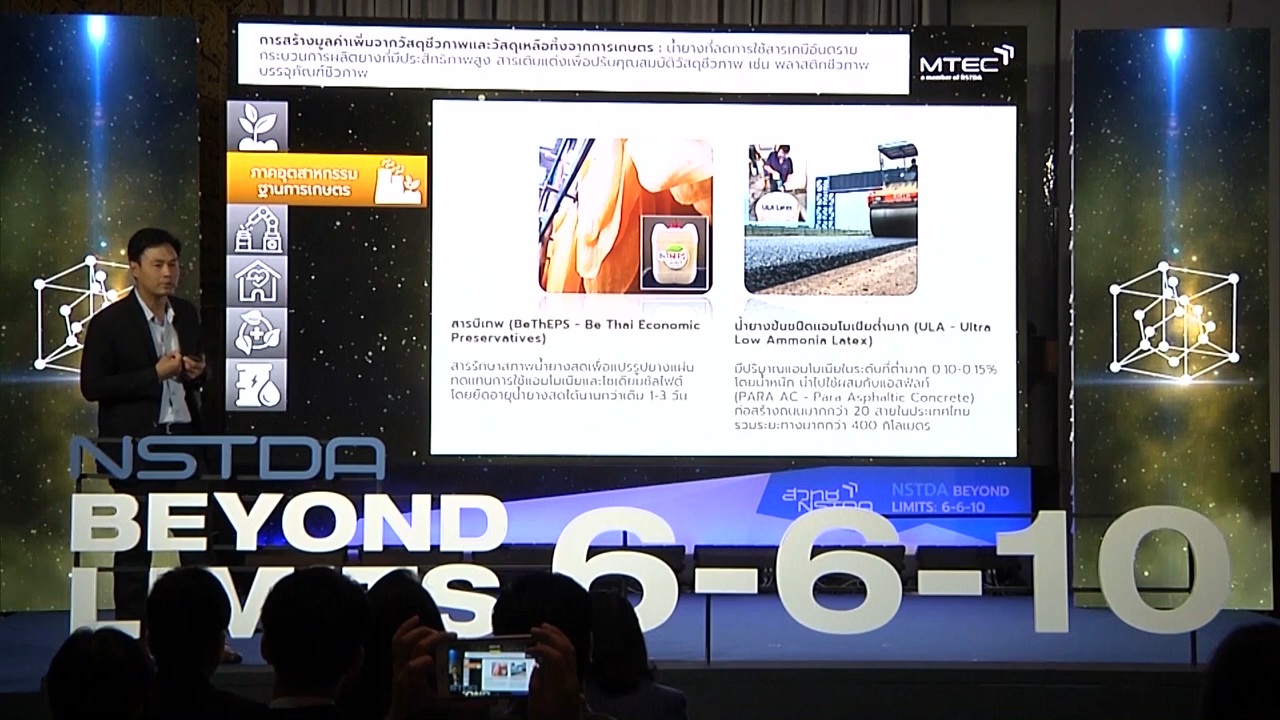 การสร้างมูลค่าเพิ่มจากวัสดุชีวภาพและวัสดุเหลือทิ้งจากการเกษตร : น้ำยางที่ลดการใช้สารเคมีอันตราย
กระบวนการผลิตยางที่มีประสิทธิภาพสูง สารเติมแต่งเพื่อปรับคุณสมบัติวัสดุชีวภาพ เช่น พลาสติกชีวภาพ
บรรจุภัณฑ์ชีวภาพ
MTEC
a member of NSTDA
ภาคอุตสาหกรรม
ฐานการเกษตร
ULA Latex
สารบีเทพ (BeThEPS - Be Thai Economic
Preservatives)
สารรักษาสภาพน้ำยางสดเพื่อแปรรูปยางแผ่น
ทดแทนการใช้แอมโมเนียและโซเดียมซัลไฟต์
โดยยืดอายุน้ำยางสดได้นานกว่าเดิม 1-3 วัน
น้ำยางข้นชนิดแอมโมเนียต่ำมาก (ULA - Ultra
Low Ammonia Latex)
มีปริมาณแอมโมเนียในระดับที่ต่ำมาก 0.10-0.15%
โดยน้ำหนัก นำไปใช้ผสมกับแอสฟัลท์
(PARA AC - Para Asphaltic Concrete)
ก่อสร้างถนนมากกว่า 20 สายในประเทศไทย
รวมระยะทางมากกว่า 400 กิโลเมตร
สวทช
NSTDA
NSTDA BEYOND
LIMITS: 6-6-10
NSTDA
BEYOND
LIMITS 6-6-10